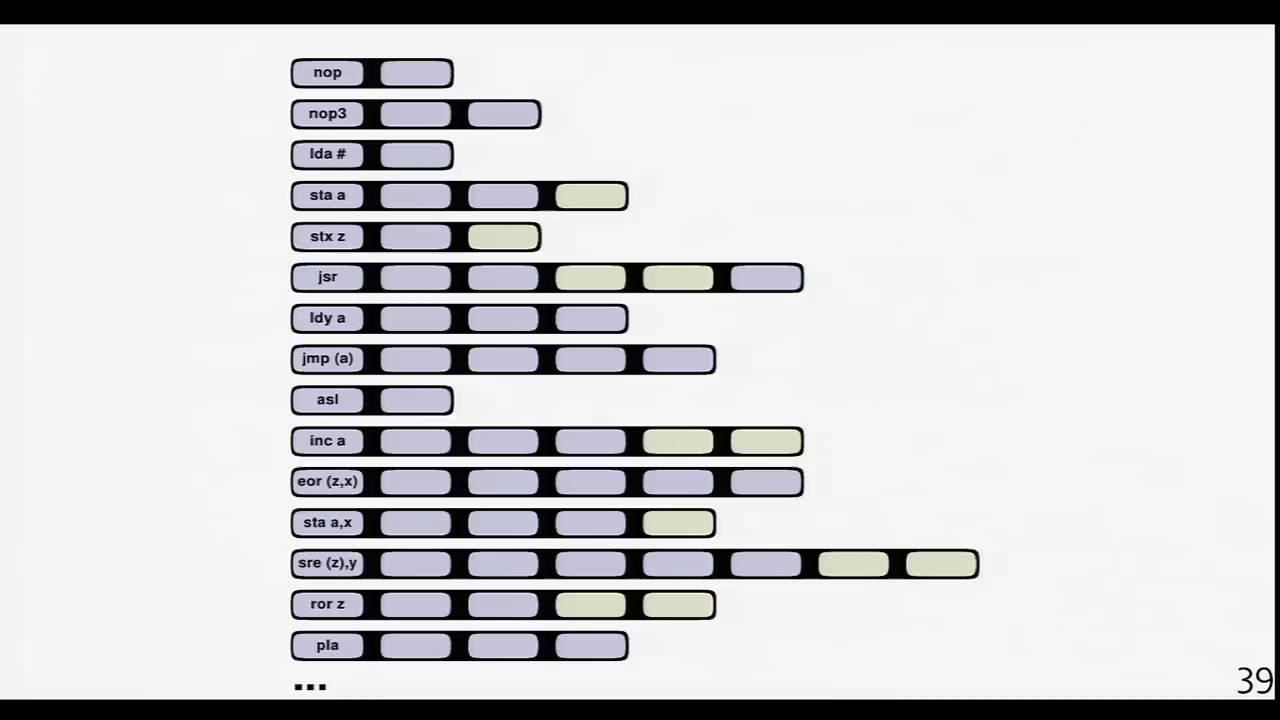 nop
nop3
lda #
sta a
stx z
jsr
ldy a
jmp (a)
asl
inc a
eor (z,x)
sta a,x
sre (z),y
ror z
pla
...
39